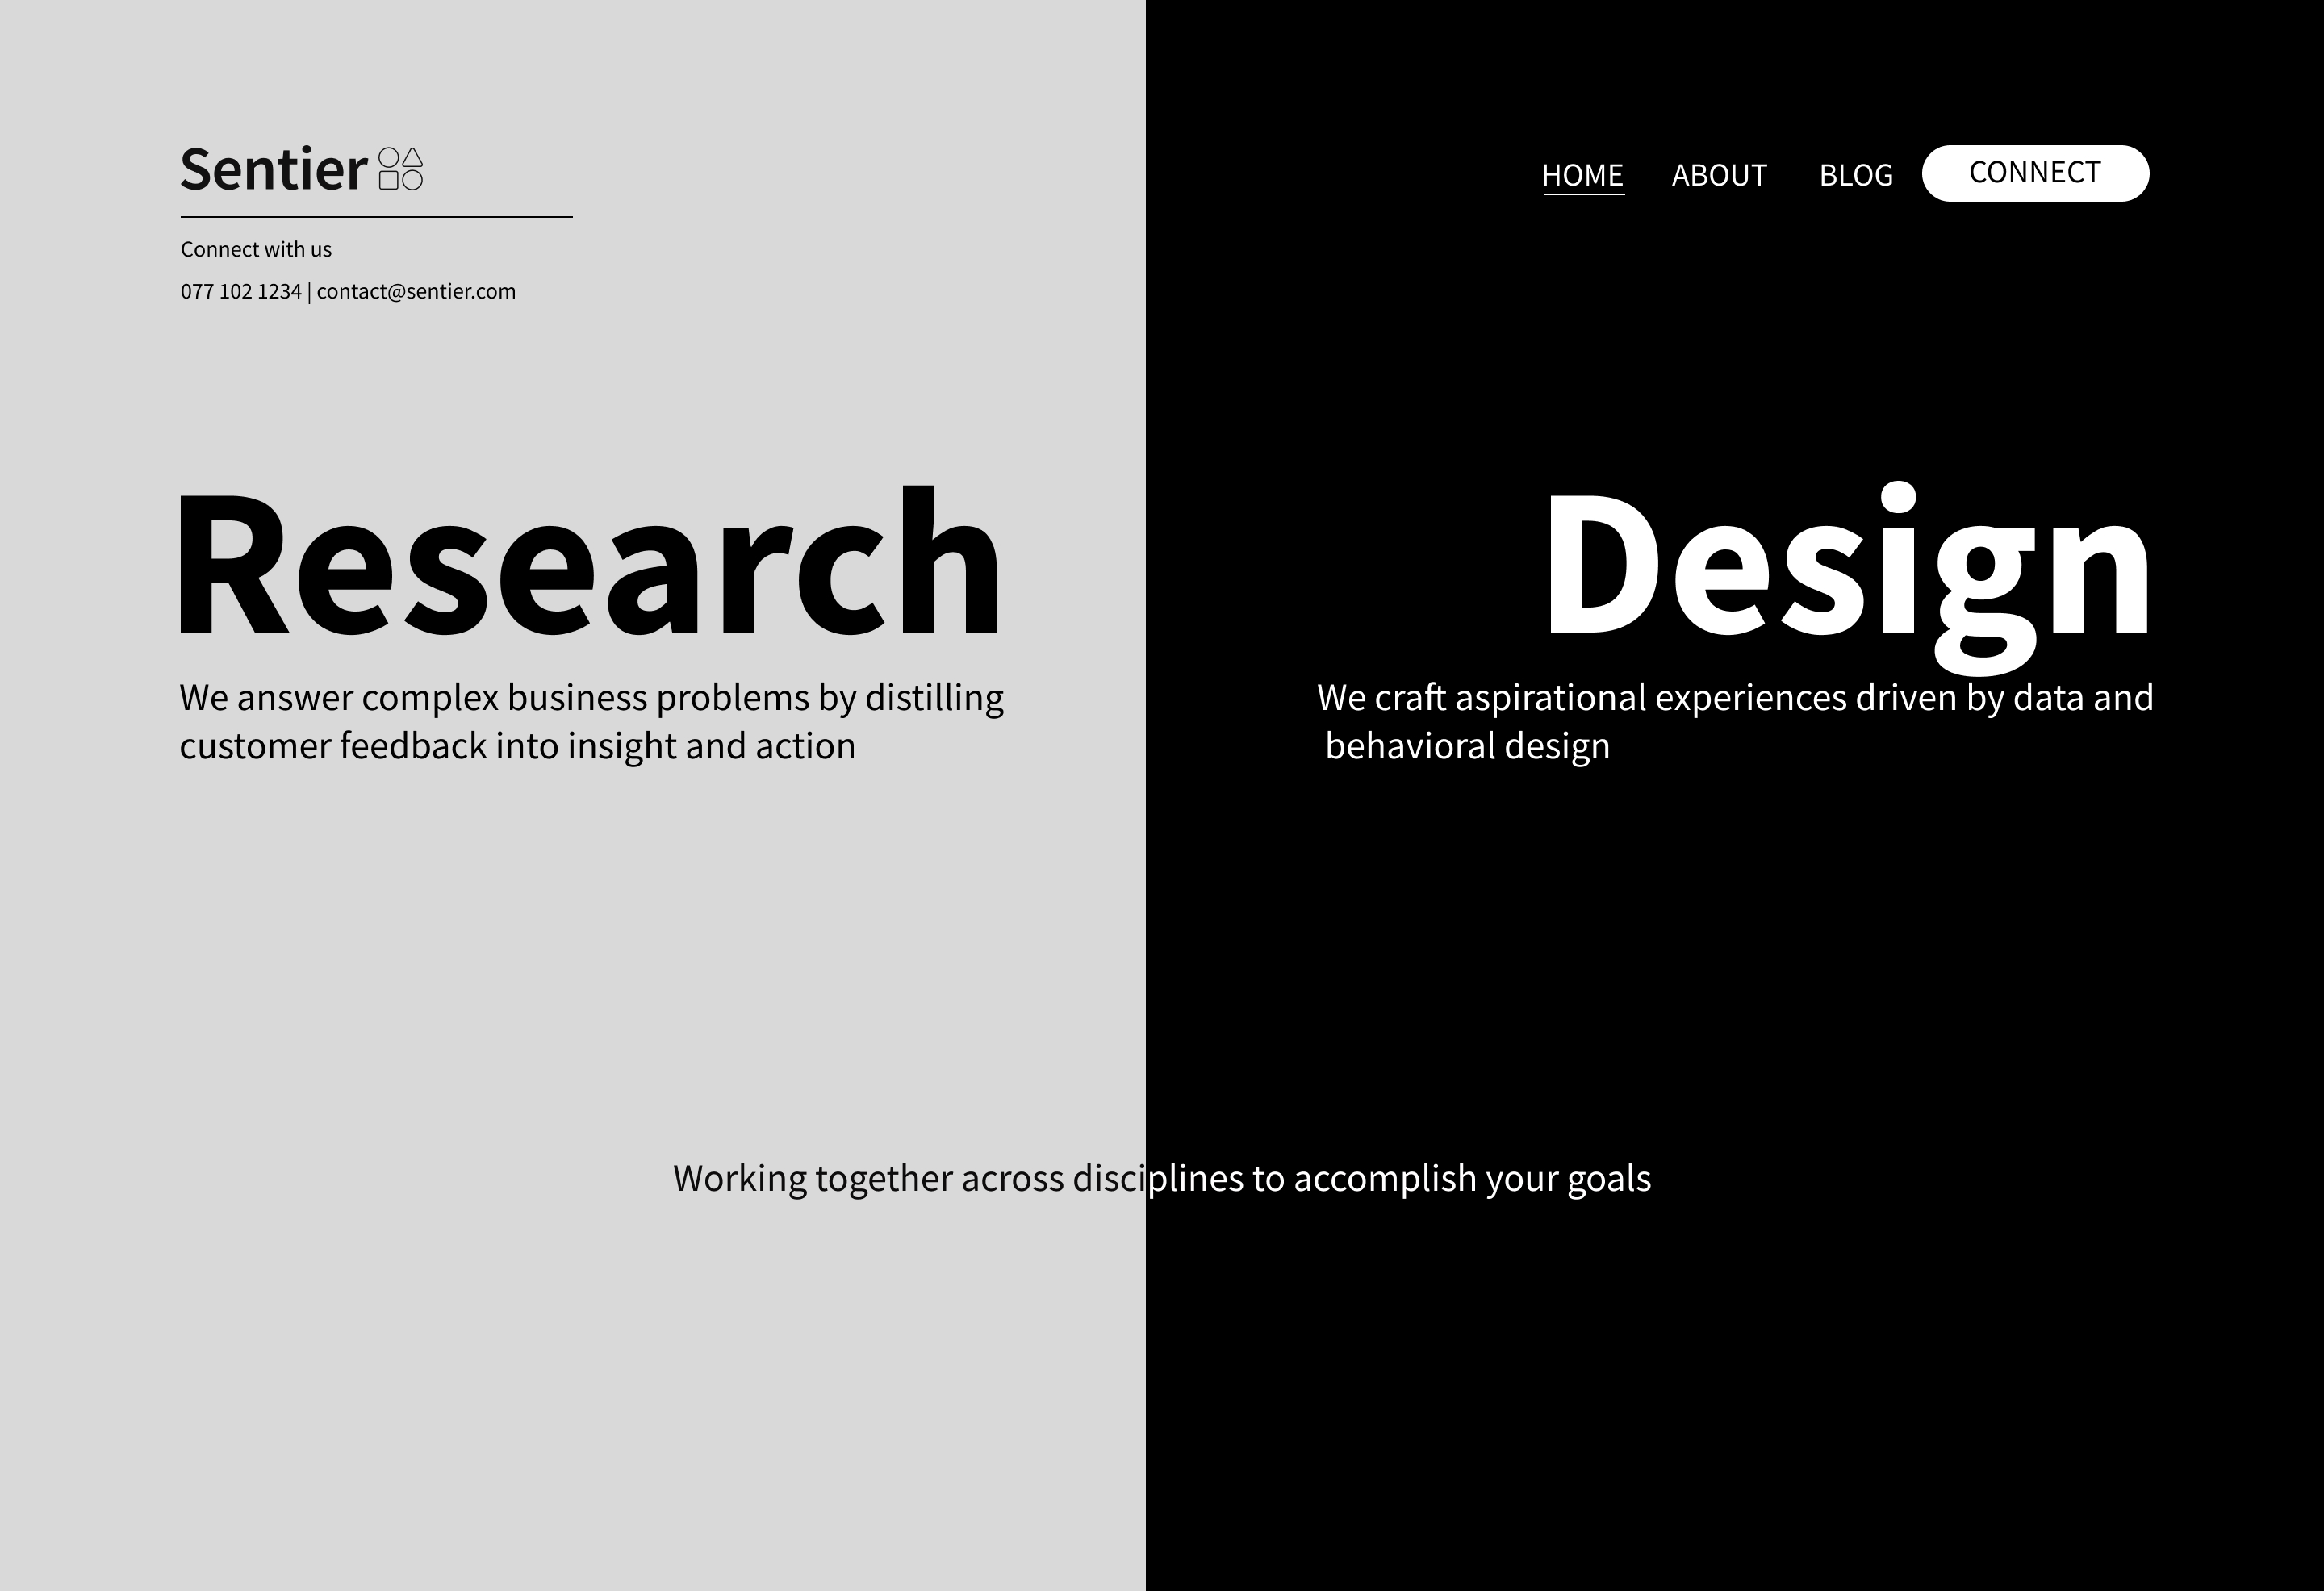 Sentier
Connect with us
077 102 1234 | contact@sentier.com
HOME ABOUT BLOG CONNECT
Research
We answer complex business problems by distilling
customer feedback into insight and action
Design
We craft aspirational experiences driven by data and
behavioral design
Working together across disciplines to accomplish your goals